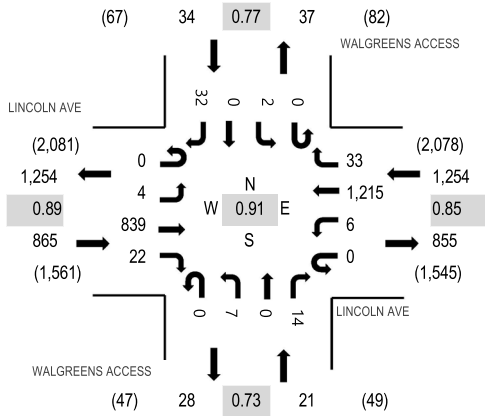 (67) 34 0.77 37 (82)
WALGREENS ACCESS
32 0 2 0
LINCOLN AVE
(2,081) (2,078)
0 33
1,254 4 N 1,215 1,254
0.89 W 0.91 E 0.85
839 6
865 S 855
22 0
(1,561) (1,545)
0 7 0 14
LINCOLN AVE
WALGREENS ACCESS
(47) 28 0.73 21 (49)